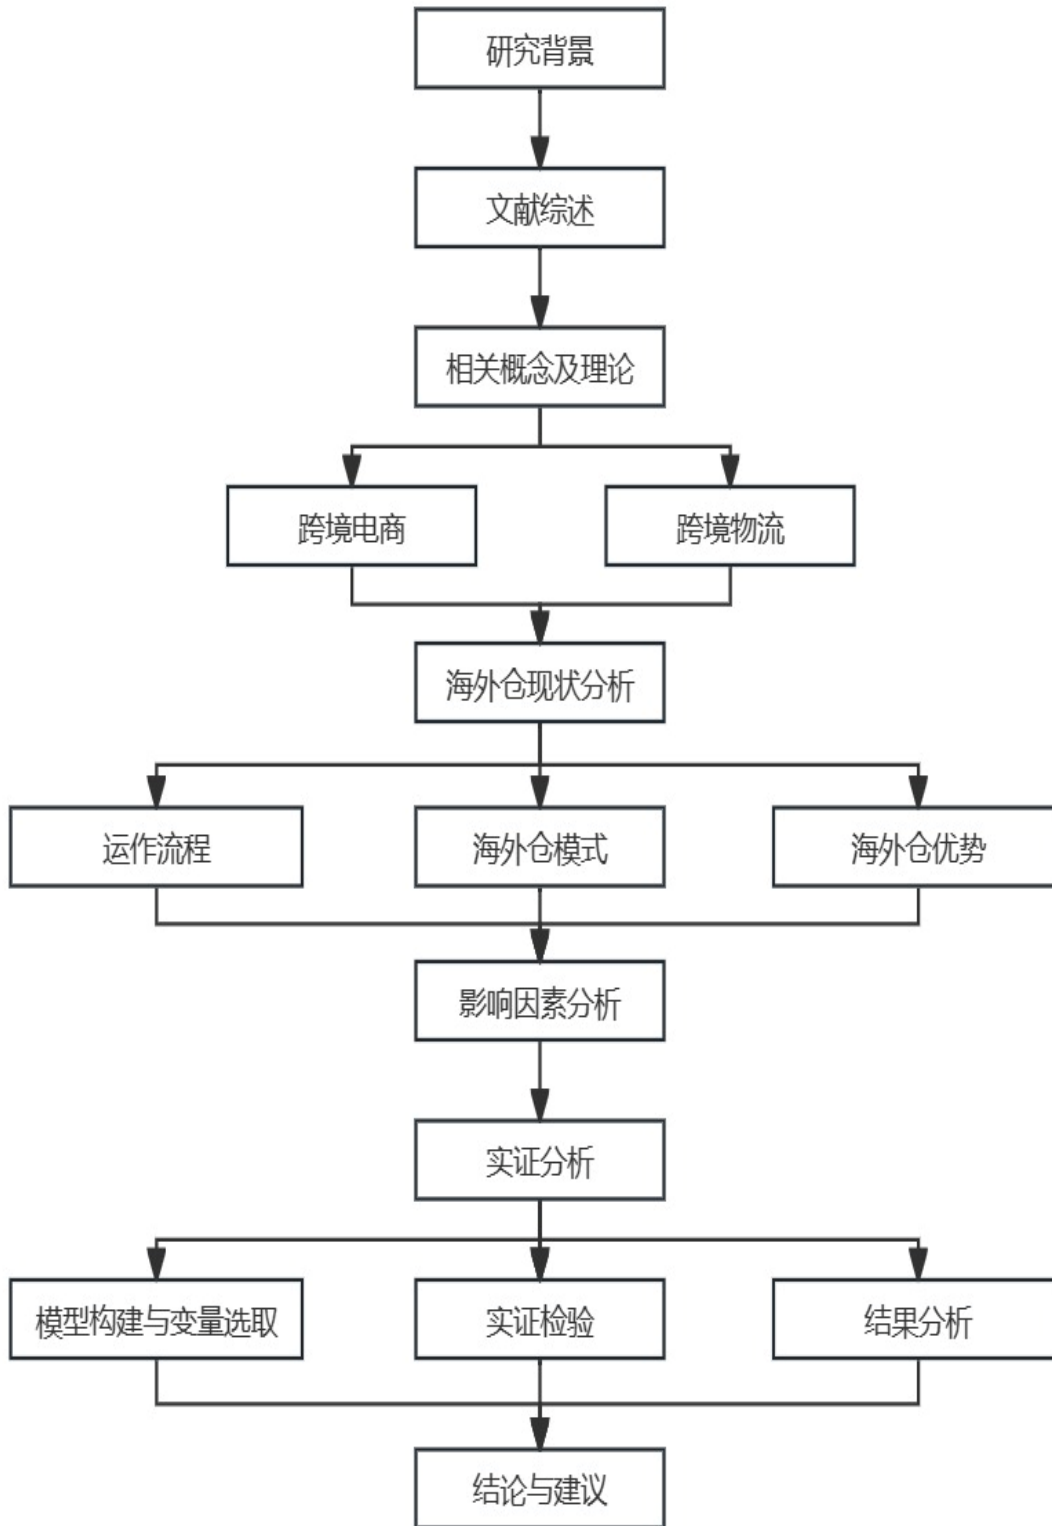 研究背景
文献综述
相关概念及理论
跨境电商
跨境物流
海外仓现状分析
运作流程
海外仓模式
海外仓优势
影响因素分析
实证分析
模型构建与变量选取
实证检验
结果分析
结论与建议